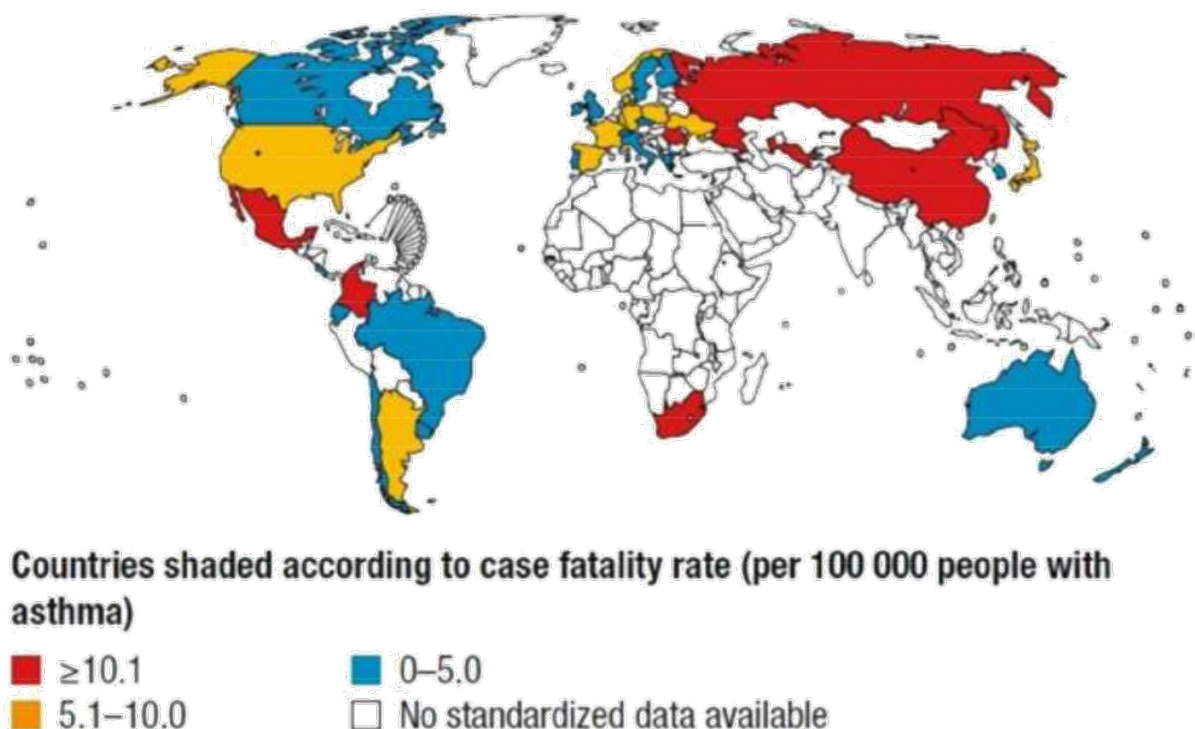 Countries shaded according to case fatality rate (per 100 000 people with
asthma)
≥10.1
0–5.0
5.1–10.0
No standardized data available